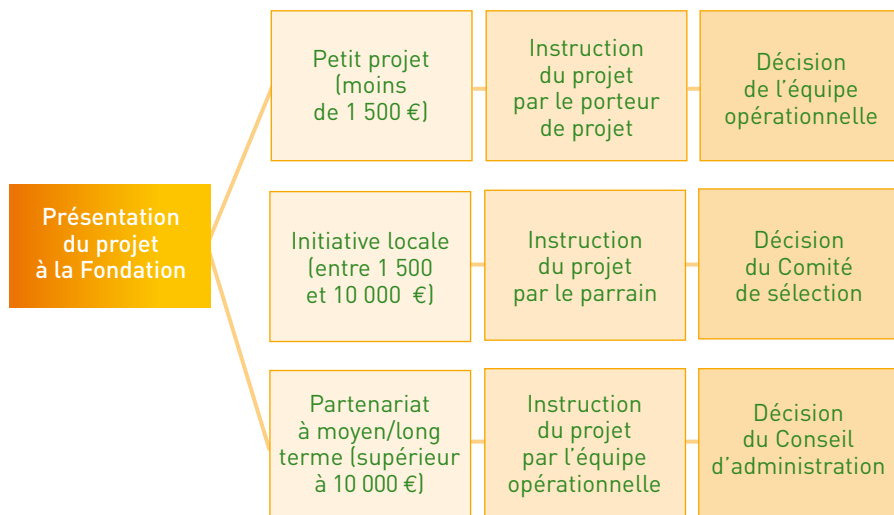 Présentation
du projet
à la Fondation
Petit projet
(moins
de 1 500 €)
Instruction
du projet
par le porteur
de projet
Décision
de l'équipe
opérationnelle
Initiative locale
(entre 1 500
et 10 000 €)
Instruction
du projet
par le parrain
Décision
du Comité
de sélection
Partenariat
à moyen/long
terme (supérieur
à 10 000 €)
Instruction
du projet
par l'équipe
opérationnelle
Décision
du Conseil
d'administration